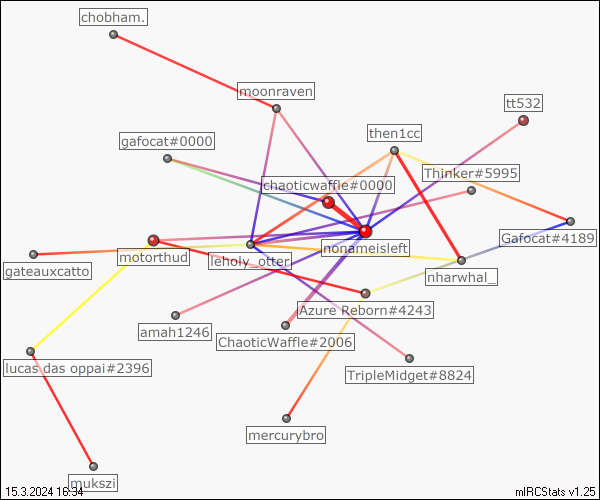 chobham.
moonraven
tt532
then1cc
gafocat#0000
Thinker#5995
chaoticwaffle#0000
Gafocat#4189
nonameisleft
motorthud
leholy_otter
gateauxcatto
nharwhal_
Azure Reborn#4243
amah1246
ChaoticWaffle#2006
lucas das oppai#2396
TripleMidget#8824
mercurybro
mukszi
15.3.2024 16:34
mIRCStats v1.25